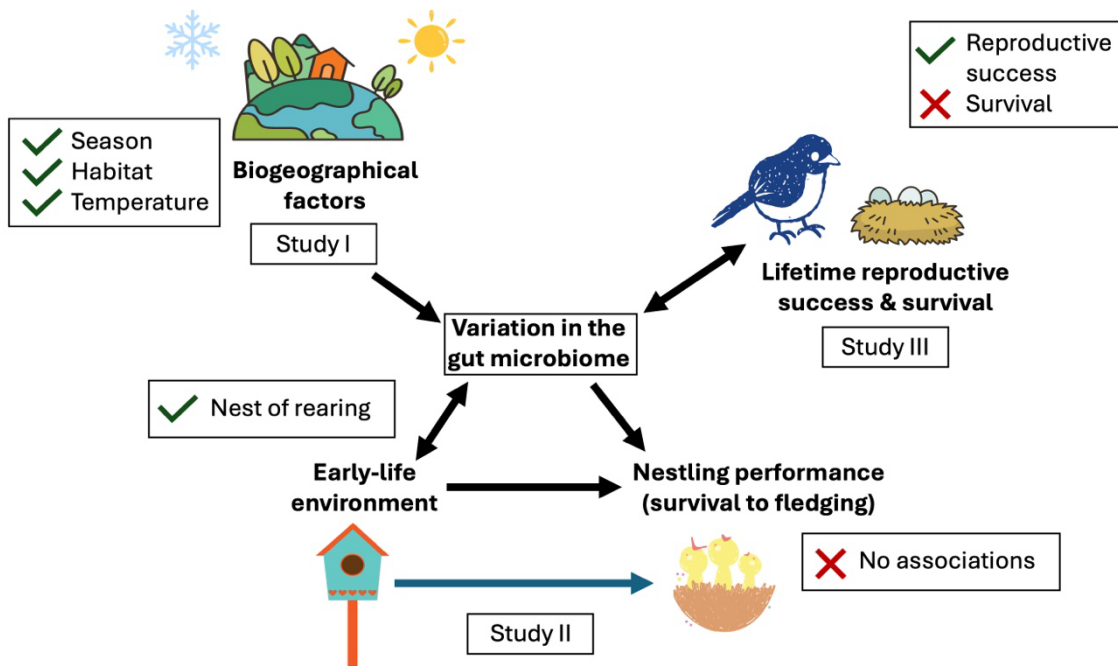 Reproductive
success
Survival
Season
Habitat
Temperature
Biogeographical
factors
Study I
Lifetime reproductive
success & survival
Study III
Variation in the
gut microbiome
Nest of rearing
Early-life
environment
Nestling performance
(survival to fledging)
No associations
Study II